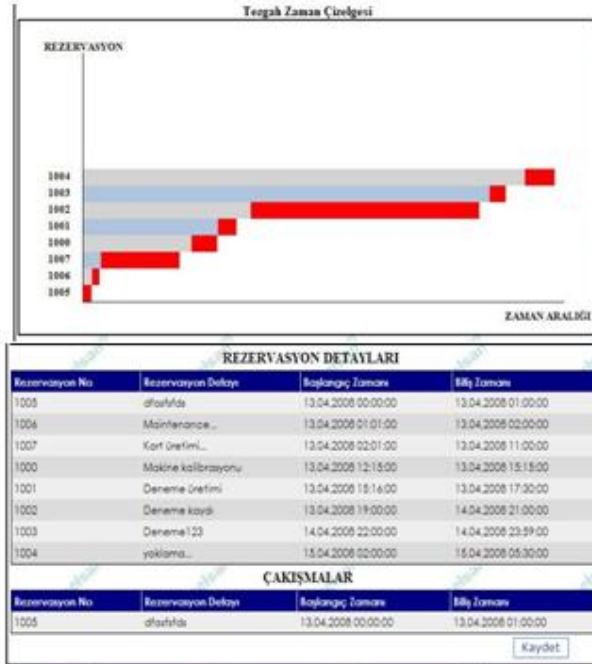 Tezgah Zaman Çizelgesi
REZERVASYON
1004
1003
1002
1001
1000
1007
1006
1005
ZAMAN ARALIĞI
REZERVASYON DETAYLARI
Rezervasyon No Rezervasyon Detayı Başlangıç Zamanı Bitiş Zamanı
1005 13.04.2008 00:00:00 13.04.2008 01:00:00
1006 Maintenance... 13.04.2008 01:01:00 13.04.2008 02:00:00
1007 Kart üretimi... 13.04.2008 02:01:00 13.04.2008 11:00:00
1000 Makine kalibrasyonu 13.04.2008 12:15:00 13.04.2008 15:15:00
1001 Deneme üretimi 13.04.2008 15:16:00 13.04.2008 17:30:00
1002 Deneme kaydı 13.04.2008 19:00:00 14.04.2008 21:00:00
1003 Deneme123 14.04.2008 22:00:00 14.04.2008 23:59:00
1004 yoklama... 15.04.2008 02:00:00 15.04.2008 05:30:00
ÇAKIŞMALAR
Rezervasyon No Rezervasyon Detayı Başlangıç Zamanı Bitiş Zamanı
1005 13.04.2008 00:00:00 13.04.2008 01:00:00
Kaydet